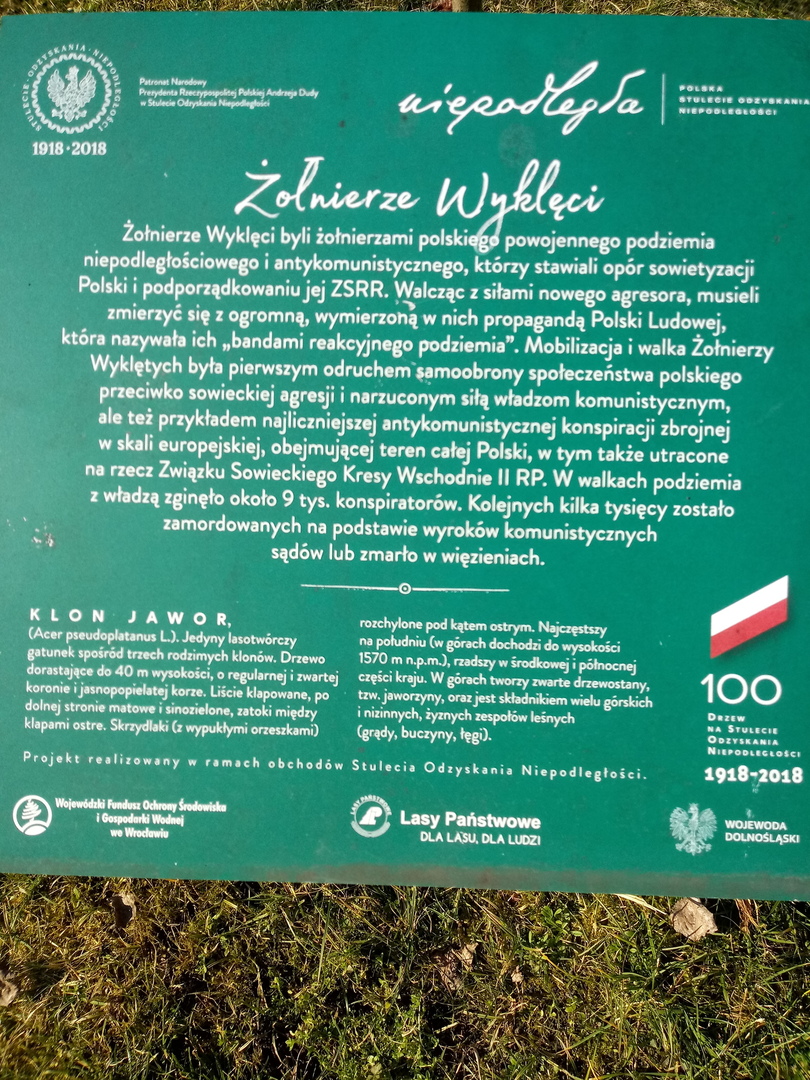 STULECIE ODZYSKANIA NIEPODLEGŁOŚCI
1918·2018
Patronat Narodowy
Prezydenta Rzeczypospolitej Polskiej Andrzeja Dudy
w Stulecie Odzyskania Niepodległości
niepodległa
POLSKA
STULECIE ODZYSKANIA
NIEPODLEGŁOŚCI
Żołnierze Wyklęci
Żołnierze Wyklęci byli żołnierzami polskiego powojennego podziemia
niepodległościowego i antykomunistycznego, którzy stawiali opór sowietyzacji
Polski i podporządkowaniu jej ZSRR. Walcząc z siłami nowego agresora, musieli
zmierzyć się z ogromną, wymierzoną w nich propagandą Polski Ludowej,
która nazywała ich „bandami reakcyjnego podziemia”. Mobilizacja i walka Żołnierzy
Wyklętych była pierwszym odruchem samoobrony społeczeństwa polskiego
przeciwko sowieckiej agresji i narzuconym siłą władzom komunistycznym,
ale też przykładem najliczniejszej antykomunistycznej konspiracji zbrojnej
w skali europejskiej, obejmującej teren całej Polski, w tym także utracone
na rzecz Związku Sowieckiego Kresy Wschodnie II RP. W walkach podziemia
z władzą zginęło około 9 tys. konspiratorów. Kolejnych kilka tysięcy zostało
zamordowanych na podstawie wyroków komunistycznych
sądów lub zmarło w więzieniach.
KLON JAWOR,
(Acer pseudoplatanus L.). Jedyny lasotwórczy
gatunek spośród trzech rodzimych klonów. Drzewo
dorastające do 40 m wysokości, o regularnej i zwartej
koronie i jasnopopielatej korze. Liście klapowane, po
dolnej stronie matowe i sinozielone, zatoki między
klapami ostre. Skrzydlaki (z wypukłymi orzeszkami)
rozchylone pod kątem ostrym. Najczęstszy
na południu (w górach dochodzi do wysokości
1570 m n.p.m.), rzadszy w środkowej i północnej
części kraju. W górach tworzy zwarte drzewostany,
tzw. jaworzyny, oraz jest składnikiem wielu górskich
i nizinnych, żyznych zespołów leśnych
(grądy, buczyny, łęgi).
100
DRZEW
NA STULECIE
ODZYSKANIA
NIEPODLEGŁOŚCI
1918-2018
Projekt realizowany w ramach obchodów Stulecia Odzyskania Niepodległości.
Wojewódzki Fundusz Ochrony Środowiska
i Gospodarki Wodnej
we Wrocławiu
LASY PAŃSTWOWE
Lasy Państwowe
DLA LASU, DLA LUDZI
WOJEWODA
DOLNOŚLĄSKI